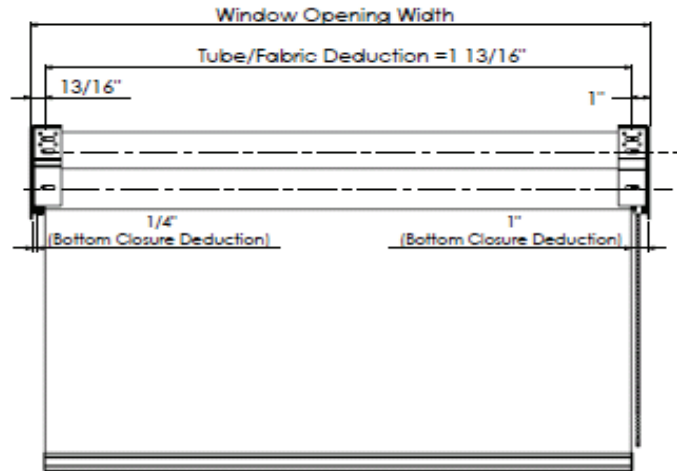 Window Opening Width
Tube/Fabric Deduction =1 13/16"
13/16"
1"
1/4"
(Bottom Closure Deduction)
1"
(Bottom Closure Deduction)